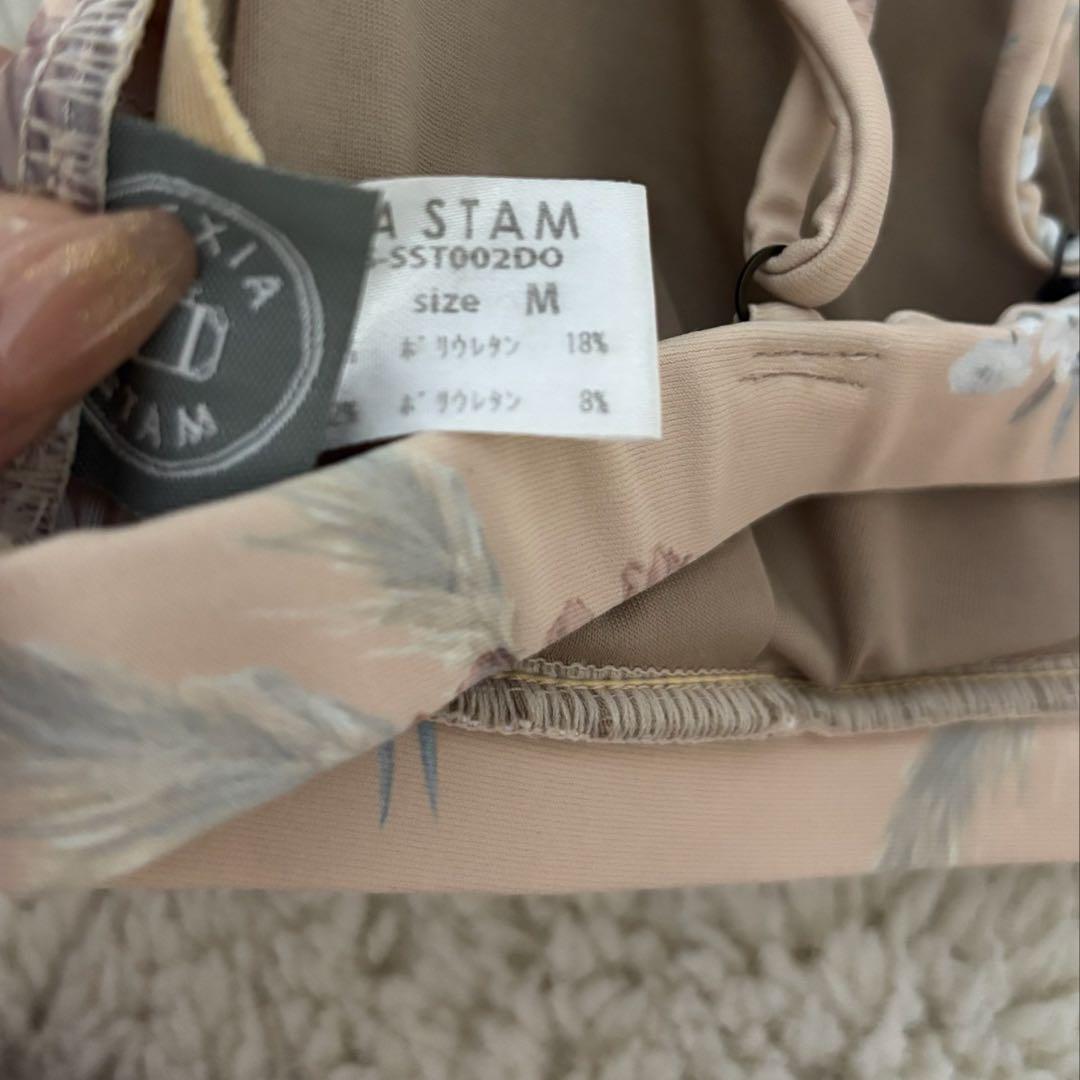 XIA
STAM
A STAM
-SST002DO
size M
% ポリウレタン 18%
2% ポリウレタン 8%